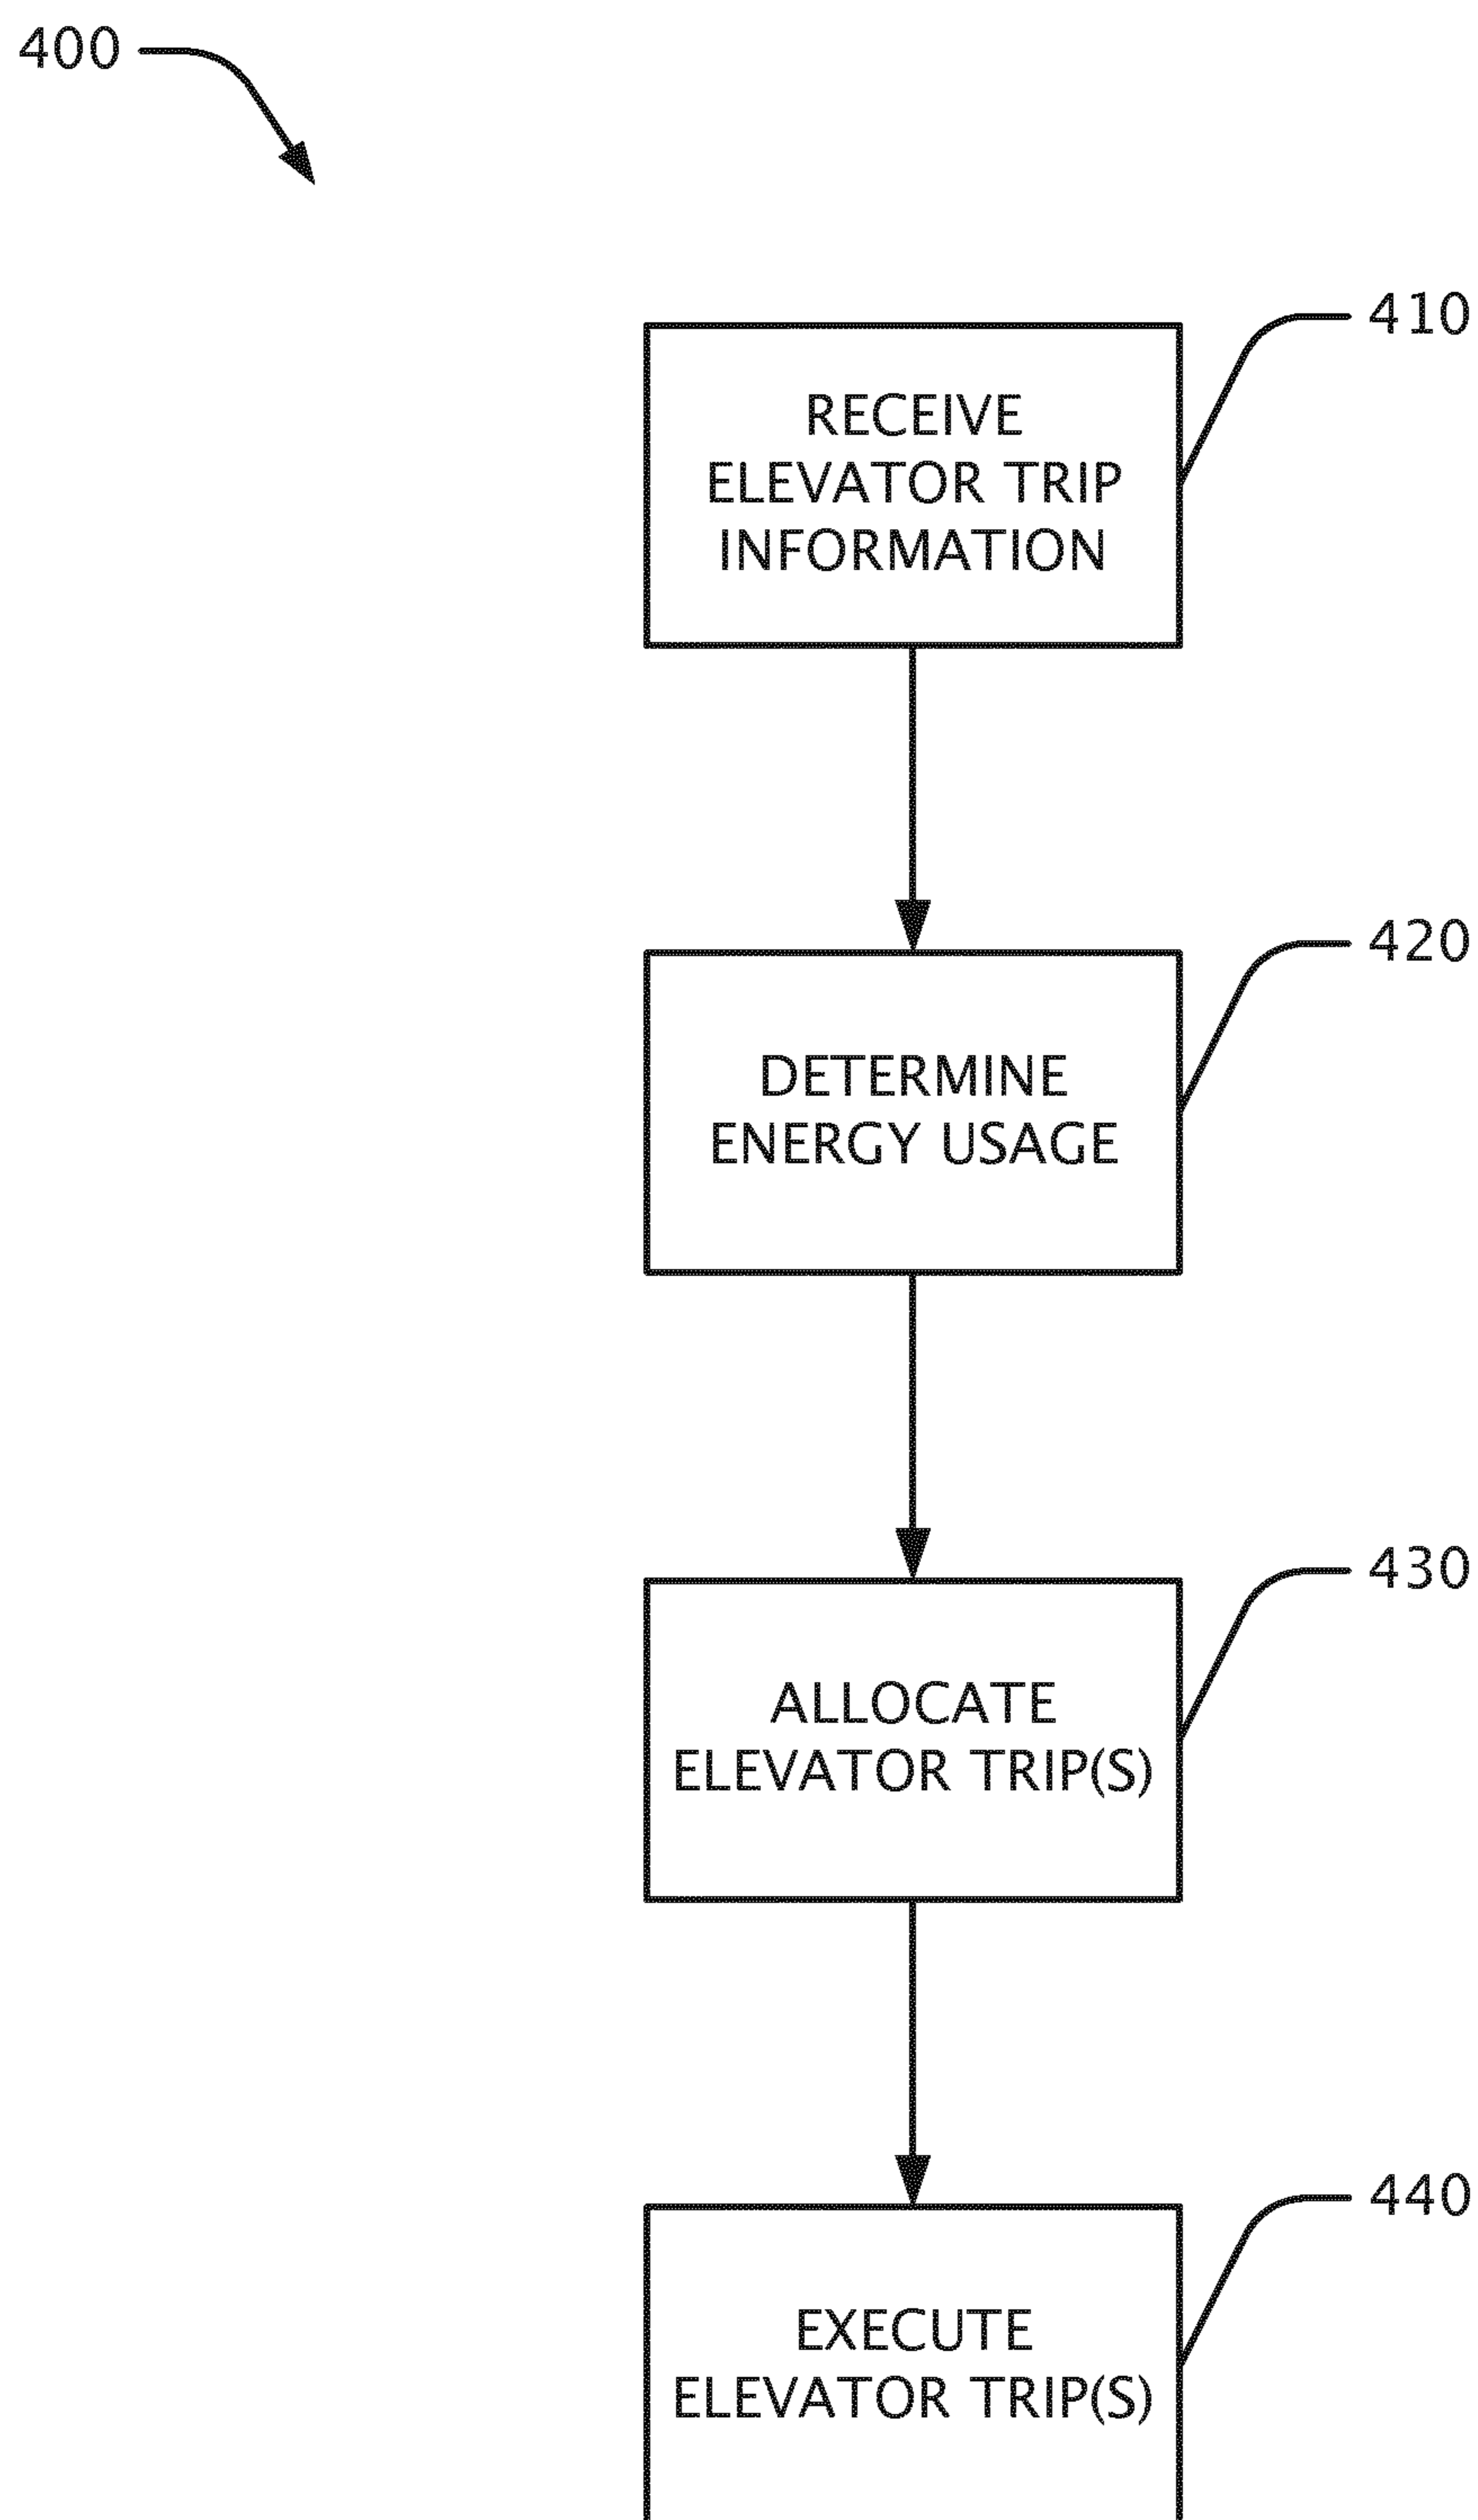 400
410
RECEIVE
ELEVATOR TRIP
INFORMATION
420
DETERMINE
ENERGY USAGE
430
ALLOCATE
ELEVATOR TRIP(S)
440
EXECUTE
ELEVATOR TRIP(S)